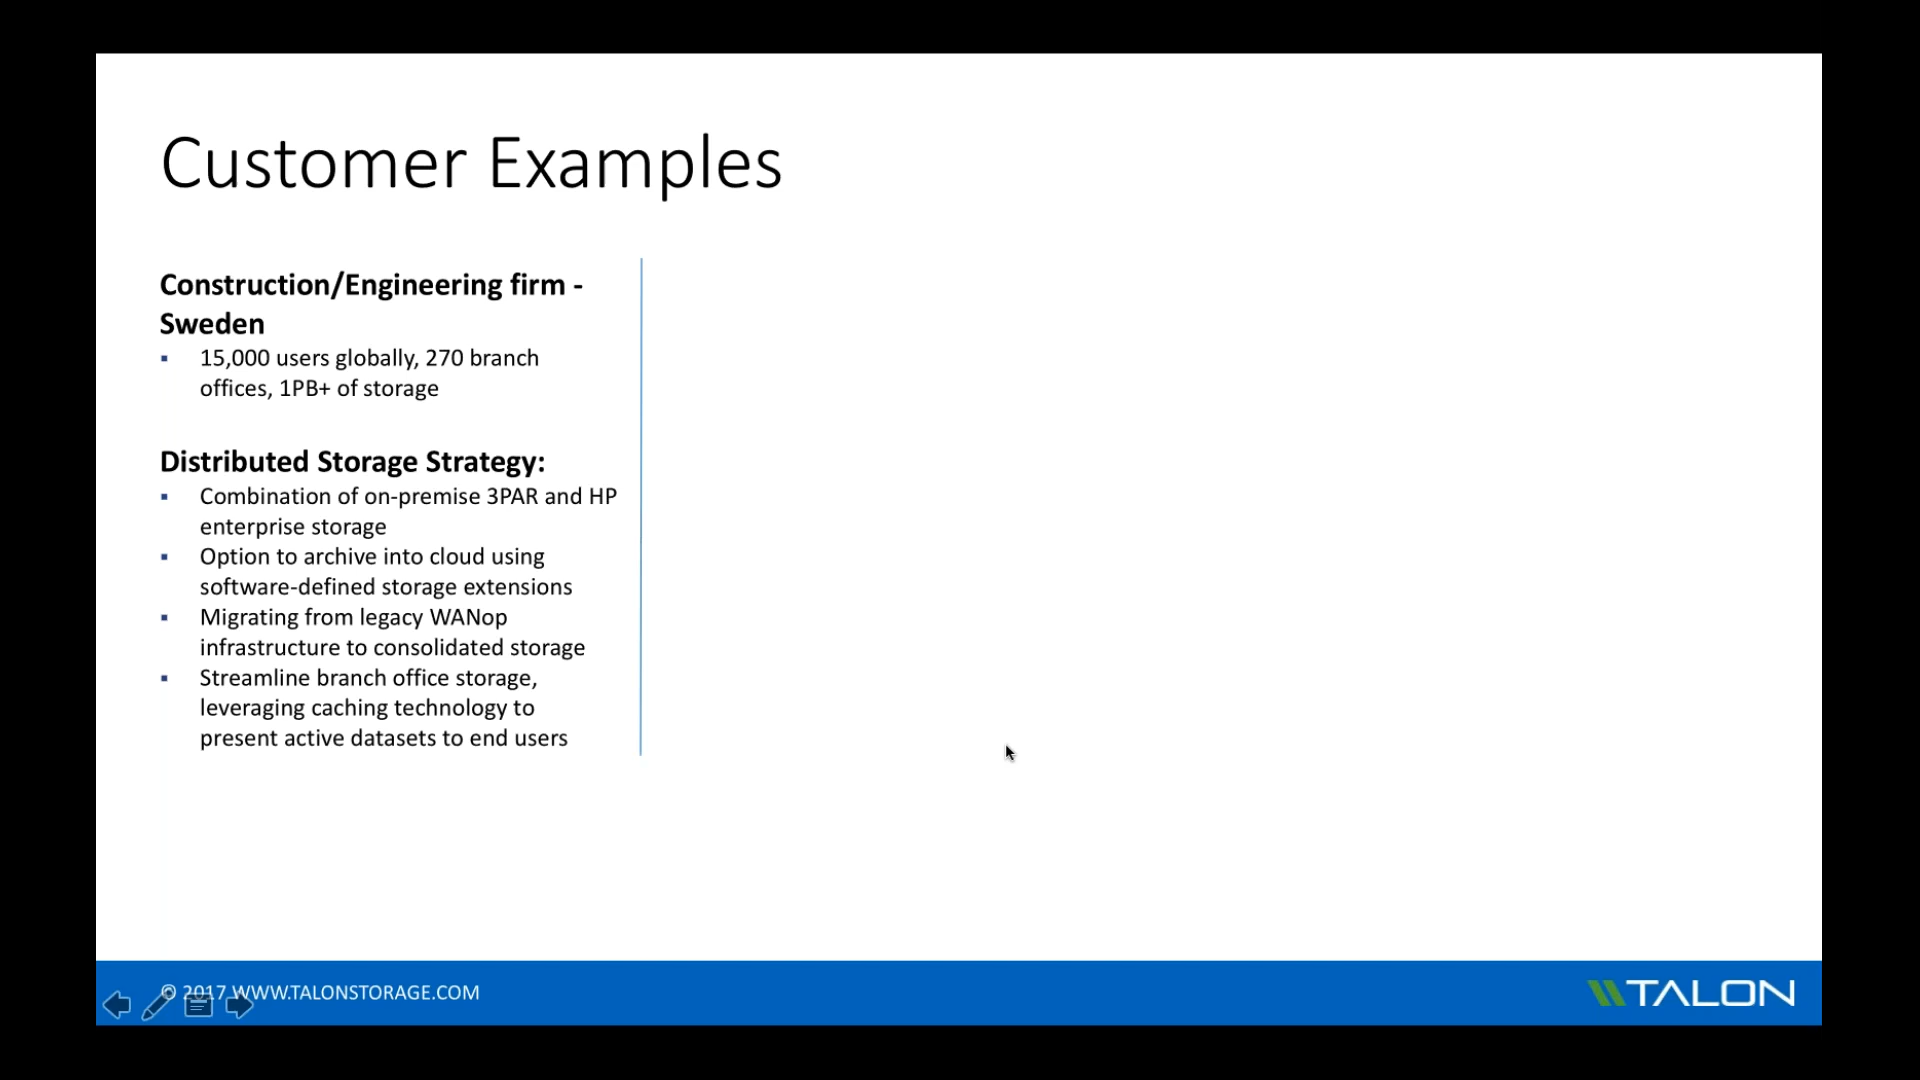 Customer Examples
Construction/Engineering firm -
Sweden
▪ 15,000 users globally, 270 branch
offices, 1PB+ of storage
Distributed Storage Strategy:
▪ Combination of on-premise 3PAR and HP
enterprise storage
▪ Option to archive into cloud using
software-defined storage extensions
▪ Migrating from legacy WANop
infrastructure to consolidated storage
▪ Streamline branch office storage,
leveraging caching technology to
present active datasets to end users
© 2017 WWW.TALONSTORAGE.COM
TALON